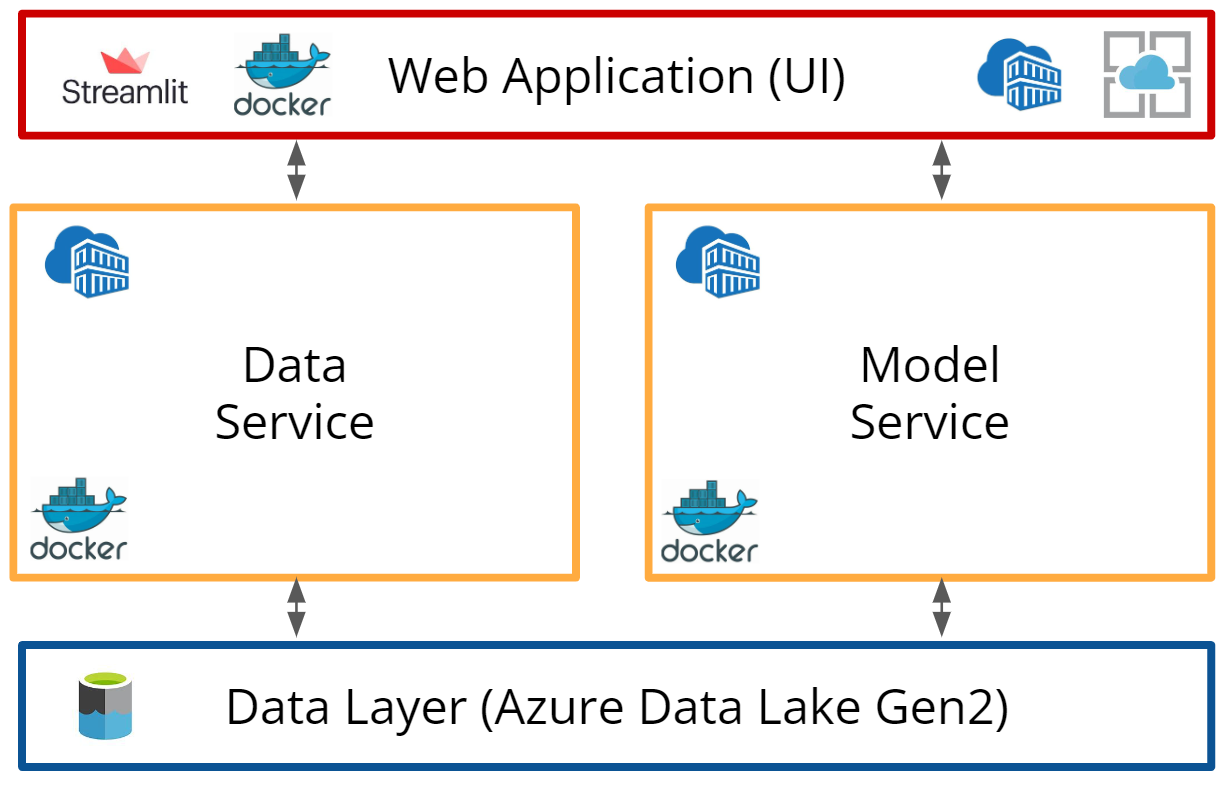 Streamlit
docker
Web Application (UI)
Data
Service
docker
Model
Service
docker
Data Layer (Azure Data Lake Gen2)